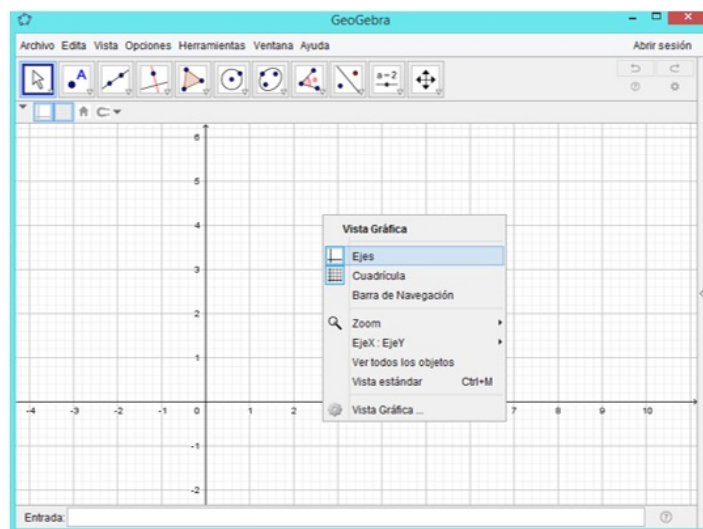 GeoGebra
Archivo Edita Vista Opciones Herramientas Ventana Ayuda Abrir sesión
A
a=2
6
5
4
3
2
1
-4 -3 -2 -1 0 1 2 7 8 9 10
-1
-2
Vista Gráfica
Ejes
Cuadrícula
Barra de Navegación
Zoom
EjeX : EjeY
Ver todos los objetos
Vista estándar Ctrl+M
Vista Gráfica ...
Entrada: